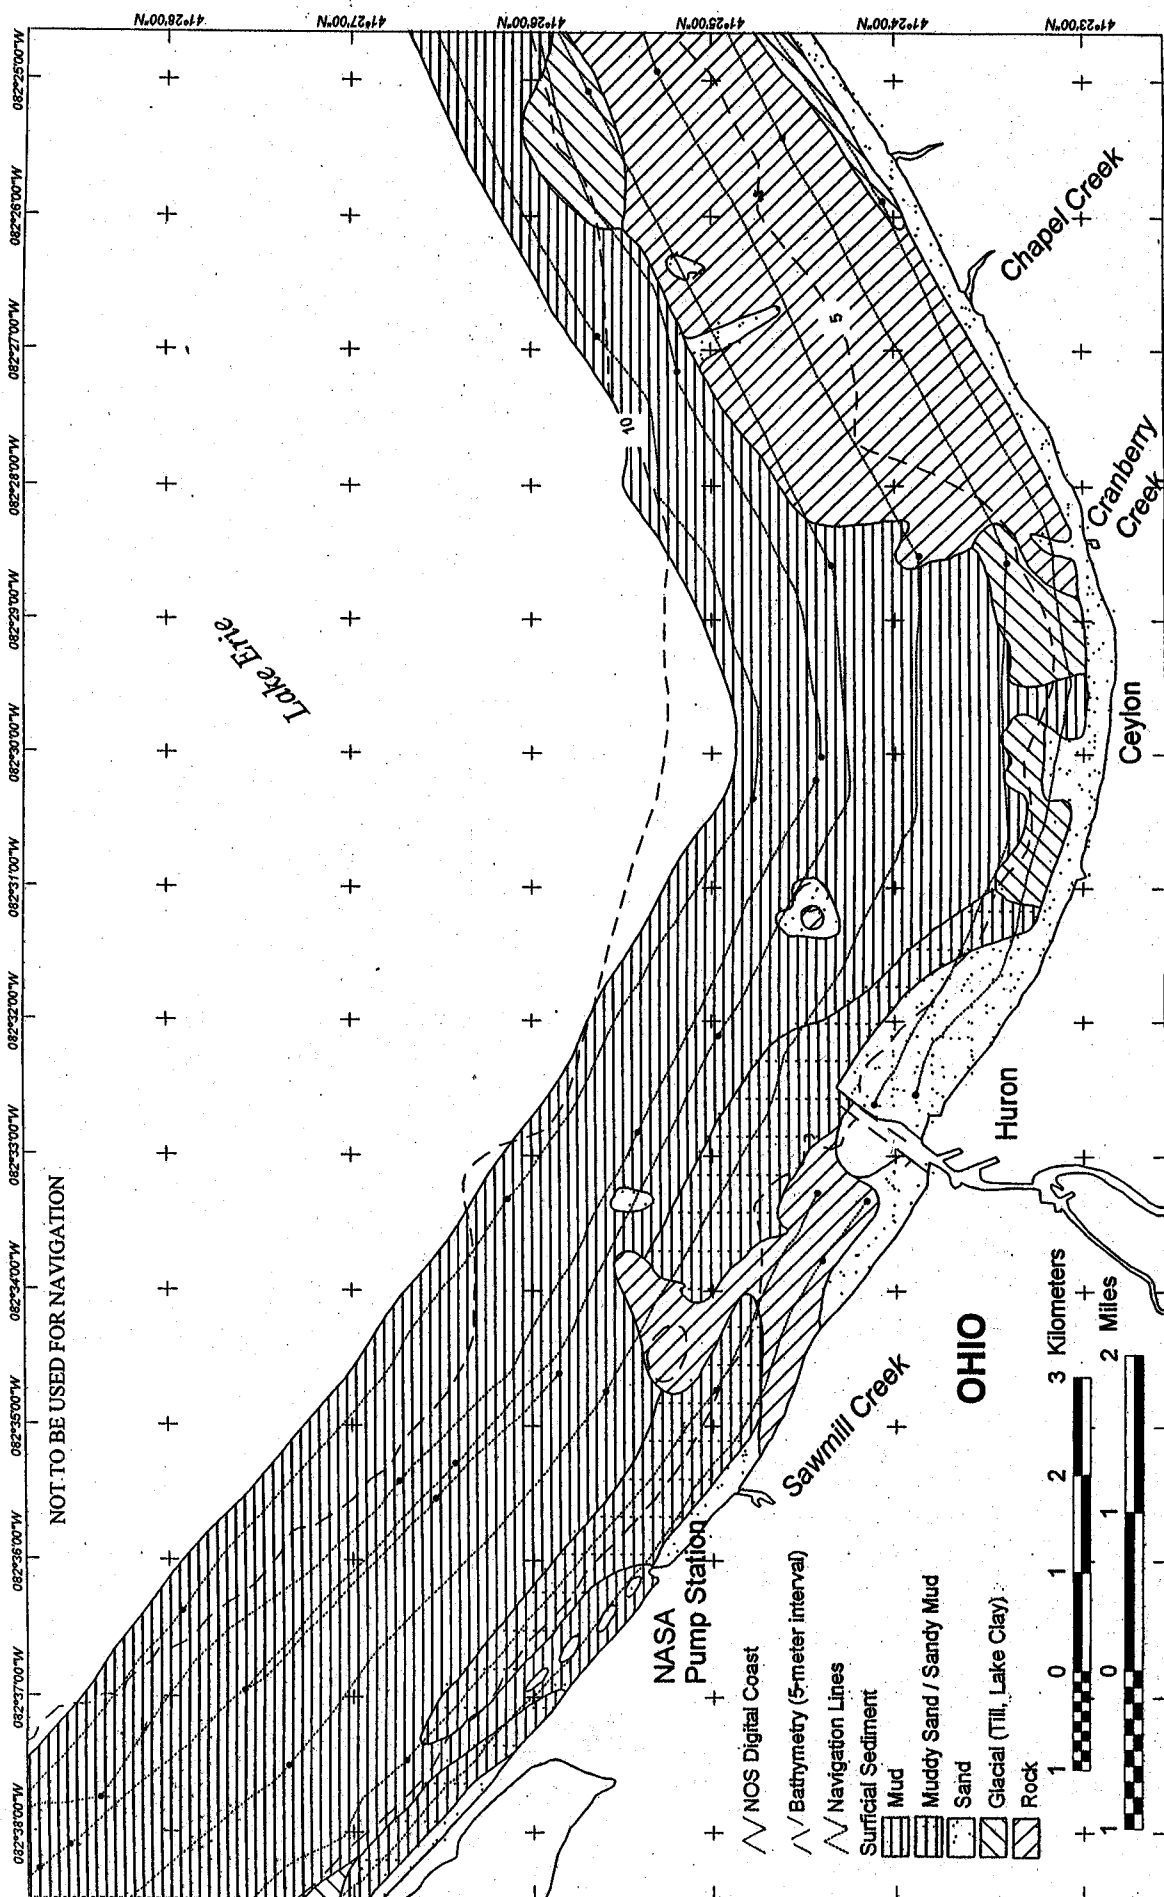 41°28'00"N
41°27'00"N
41°26'00"N
41°25'00"N
41°24'00"N
41°23'00"N
082°25'00"W
082°26'00"W
082°27'00"W
082°28'00"W
082°29'00"W
082°30'00"W
082°31'00"W
082°32'00"W
082°33'00"W
082°34'00"W
082°35'00"W
082°36'00"W
082°37'00"W
082°38'00"W
NOT TO BE USED FOR NAVIGATION
Lake Erie
10
5
Chapel Creek
Cranberry
Creek
Ceylon
Huron
OHIO
Sawmill Creek
NASA
Pump Station
NOS Digital Coast
Bathymetry (5-meter interval)
Navigation Lines
Surficial Sediment
Mud
Muddy Sand / Sandy Mud
Sand
Glacial (Till, Lake Clay)
Rock
1 0 1 2 3 Kilometers
1 0 1 2 Miles